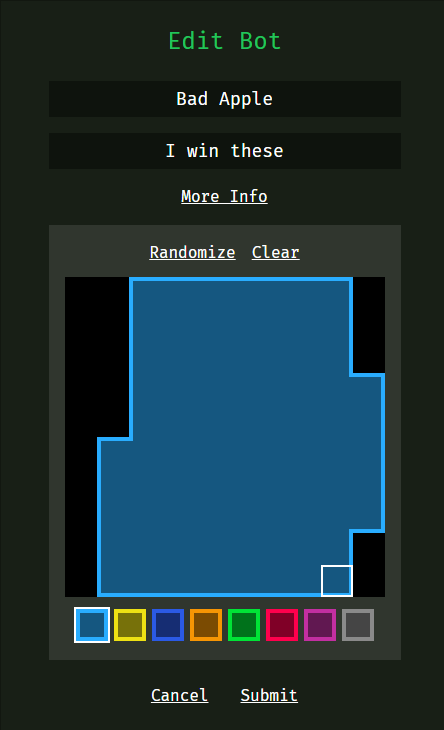 Edit Bot
Bad Apple
I win these
More Info
Randomize Clear
Cancel Submit